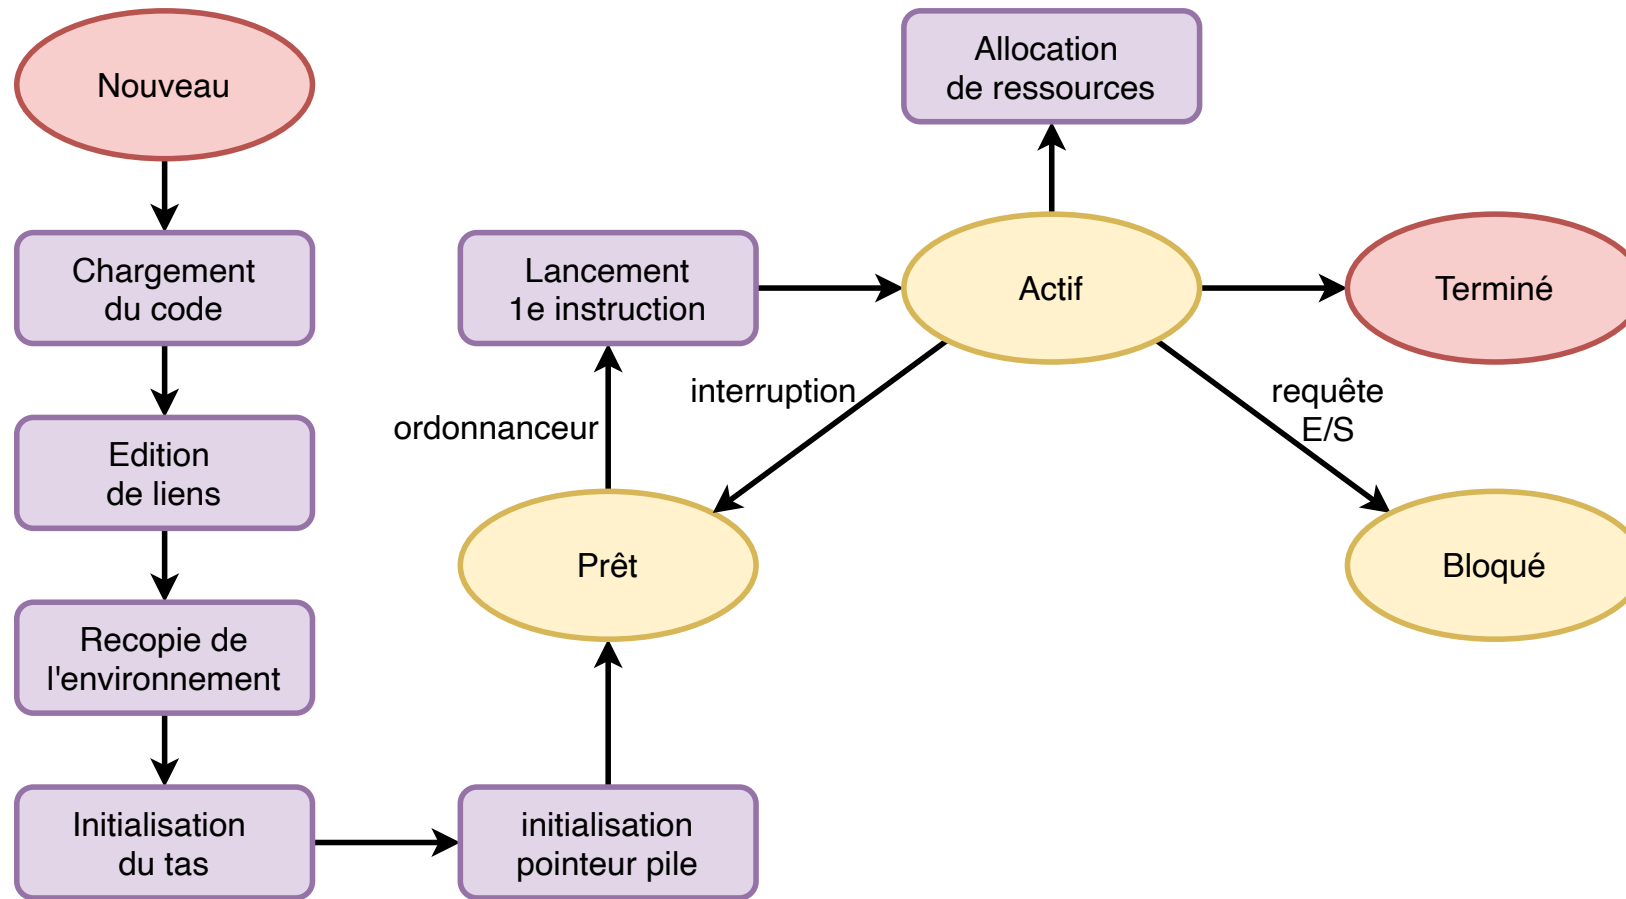 Nouveau
Allocation
de ressources
Chargement
du code
Lancement
1e instruction
Actif
Terminé
interruption
requête
E/S
ordonnanceur
Edition
de liens
Prêt
Bloqué
Recopie de
l'environnement
Initialisation
du tas
initialisation
pointeur pile